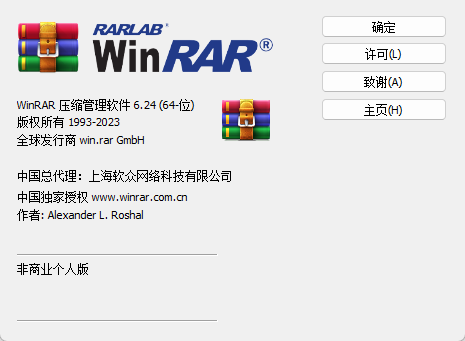 RARLAB®
WinRAR®
WinRAR 压缩管理软件 6.24 (64-位)
版权所有 1993-2023
全球发行商 win.rar GmbH
中国总代理：上海软众网络科技有限公司
中国独家授权 www.winrar.com.cn
作者: Alexander L. Roshal
非商业个人版
确定
许可(L)
致谢(A)
主页(H)